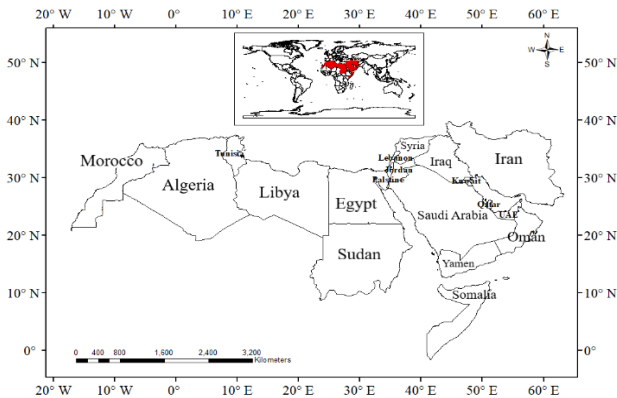 20° W 10° W 0° 10° E 20° E 30° E 40° E 50° E 60° E
50° N 50° N
W N E
S
40° N 40° N
Syria
Tunisia Lebanon Iran
Morocco Iraq
Jordan
30° N Algeria Palstine Kuwait 30° N
Libya Egypt Qatar
Saudi Arabia UAE
20° N Oman 20° N
Sudan
Yamen
10° N Somalia 10° N
0° 0°
0 400 800 1,600 2,400 3,200
Kilometers
20° W 10° W 0° 10° E 20° E 30° E 40° E 50° E 60° E